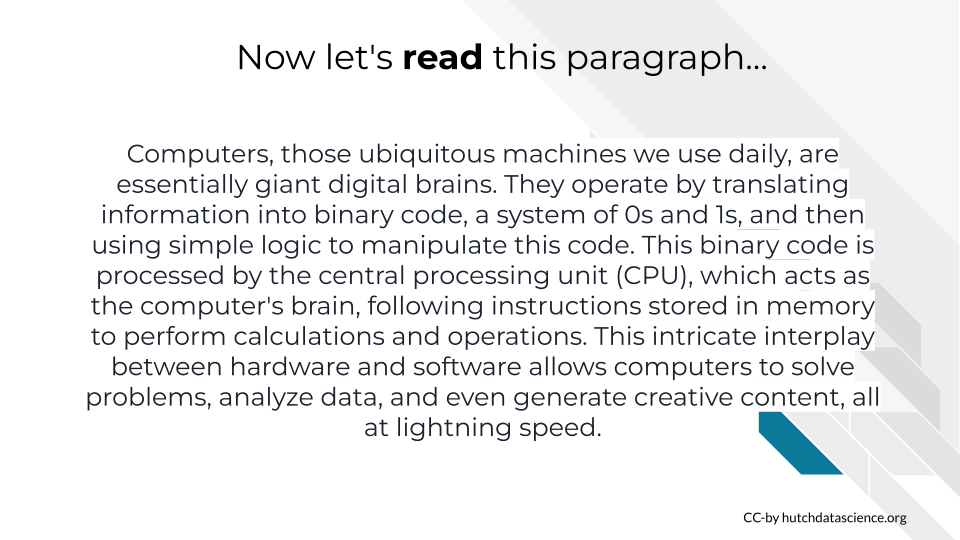 Now let's read this paragraph...
Computers, those ubiquitous machines we use daily, are
essentially giant digital brains. They operate by translating
information into binary code, a system of 0s and 1s, and then
using simple logic to manipulate this code. This binary code is
processed by the central processing unit (CPU), which acts as
the computer's brain, following instructions stored in memory
to perform calculations and operations. This intricate interplay
between hardware and software allows computers to solve
problems, analyze data, and even generate creative content, all
at lightning speed.
CC-by hutchdatascience.org